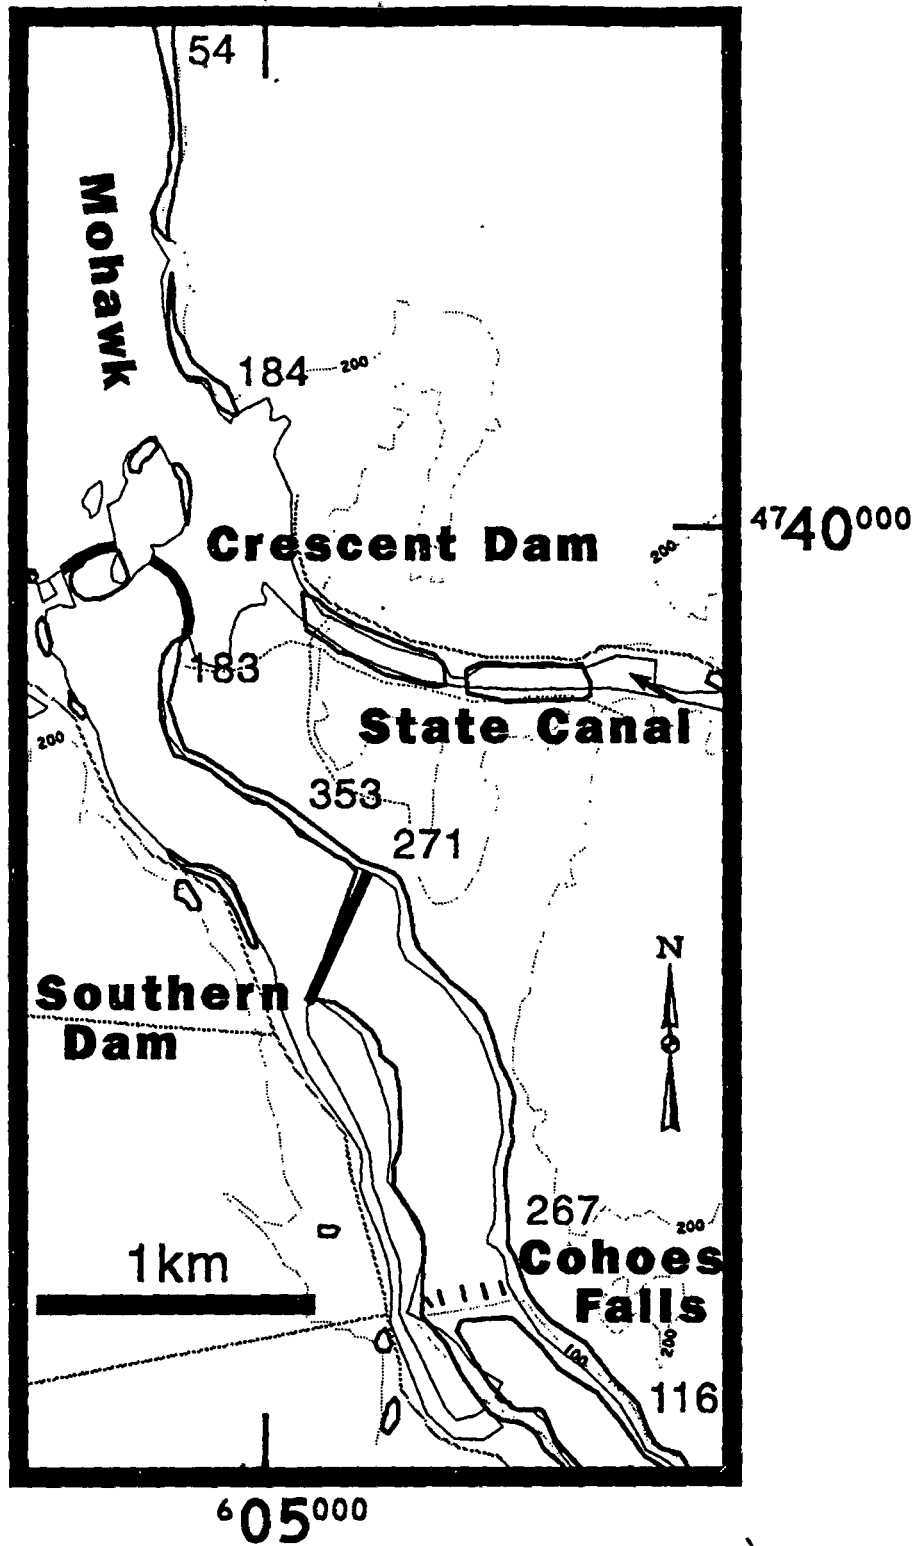 54
Mohawk
184
200
Crescent Dam
4740000
200
183
State Canal
200
353
271
N
Southern
Dam
267
200
Cohoes
Falls
1km
200
100
116
605000